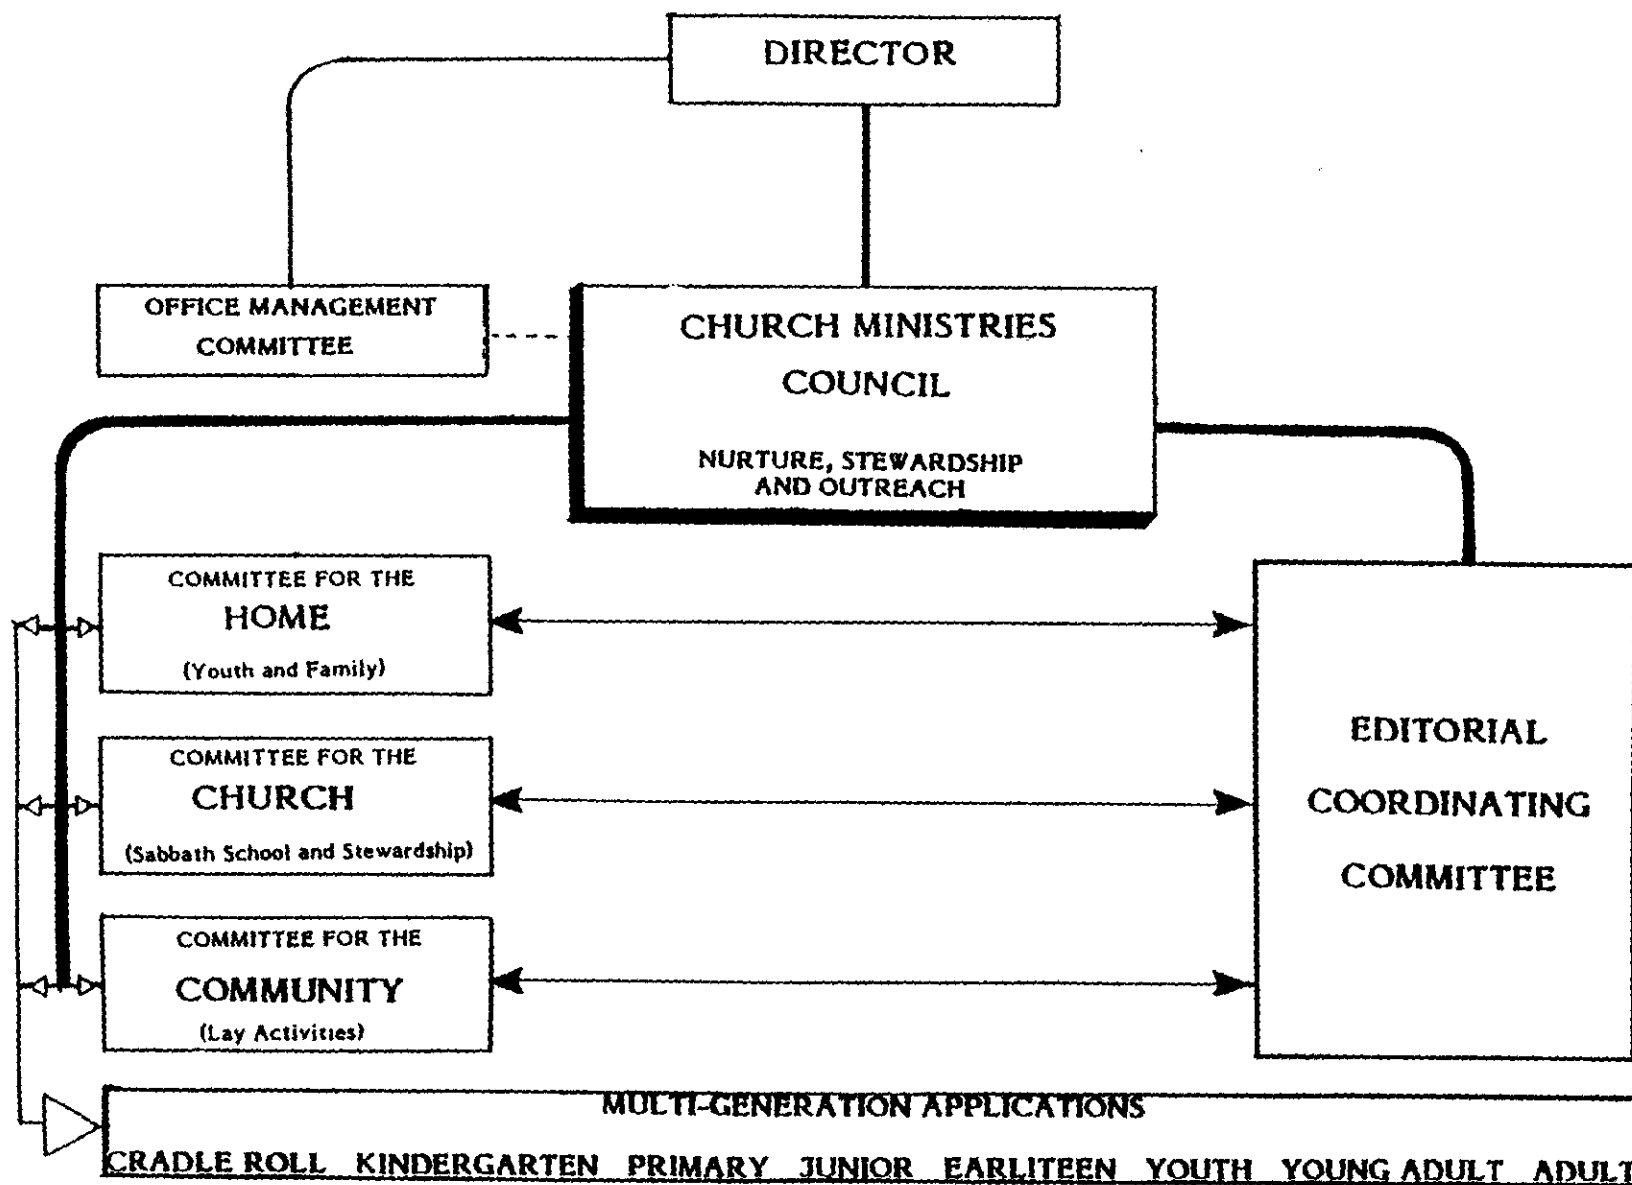 DIRECTOR
OFFICE MANAGEMENT
COMMITTEE
CHURCH MINISTRIES
COUNCIL
NURTURE, STEWARDSHIP
AND OUTREACH
COMMITTEE FOR THE
HOME
(Youth and Family)
COMMITTEE FOR THE
CHURCH
(Sabbath School and Stewardship)
COMMITTEE FOR THE
COMMUNITY
(Lay Activities)
EDITORIAL
COORDINATING
COMMITTEE
MULTI-GENERATION APPLICATIONS
CRADLE ROLL KINDERGARTEN PRIMARY JUNIOR EARLITEEN YOUTH YOUNG ADULT ADULT